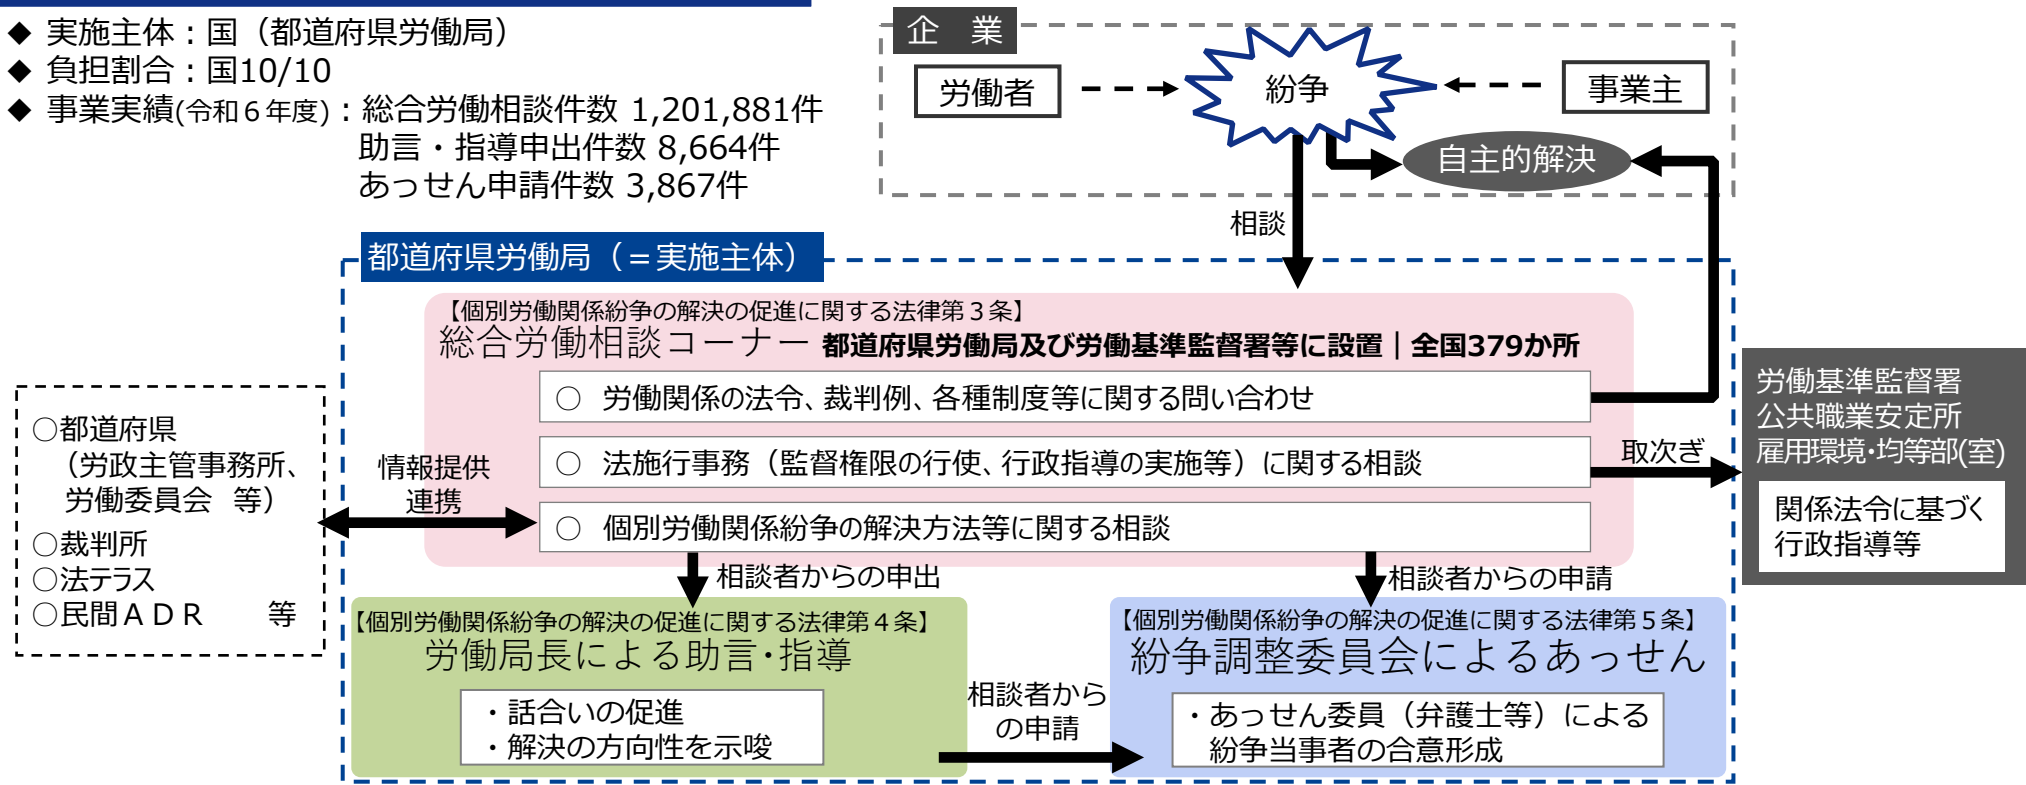 ◆ 実施主体：国（都道府県労働局）
◆ 負担割合：国10/10
◆ 事業実績(令和６年度)：総合労働相談件数 1,201,881件
助言・指導申出件数 8,664件
あっせん申請件数 3,867件
企　業
労働者
紛争
事業主
自主的解決
相談
都道府県労働局（＝実施主体）
【個別労働関係紛争の解決の促進に関する法律第３条】
総合労働相談コーナー 都道府県労働局及び労働基準監督署等に設置｜全国379か所
○　労働関係の法令、裁判例、各種制度等に関する問い合わせ
○　法施行事務（監督権限の行使、行政指導の実施等）に関する相談
○　個別労働関係紛争の解決方法等に関する相談
取次ぎ
労働基準監督署
公共職業安定所
雇用環境・均等部(室)
関係法令に基づく
行政指導等
○都道府県
（労政主管事務所、
労働委員会　等）
○裁判所
○法テラス
○民間ＡＤＲ　　等
情報提供
連携
相談者からの申出
相談者からの申請
【個別労働関係紛争の解決の促進に関する法律第４条】
労働局長による助言・指導
・話合いの促進
・解決の方向性を示唆
相談者から
の申請
【個別労働関係紛争の解決の促進に関する法律第５条】
紛争調整委員会によるあっせん
・あっせん委員（弁護士等）による
紛争当事者の合意形成